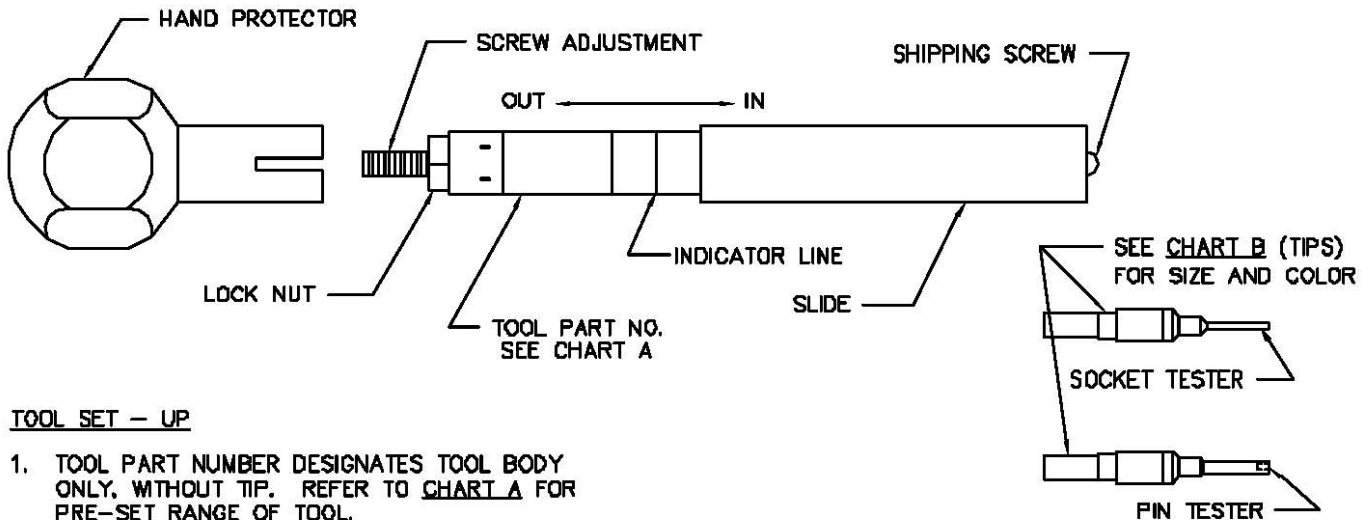 HAND PROTECTOR
SCREW ADJUSTMENT
SHIPPING SCREW
OUT IN
INDICATOR LINE
SEE CHART B (TIPS)
FOR SIZE AND COLOR
LOCK NUT
SLIDE
TOOL PART NO.
SEE CHART A
SOCKET TESTER
TOOL SET - UP
1. TOOL PART NUMBER DESIGNATES TOOL BODY
ONLY, WITHOUT TIP. REFER TO CHART A FOR
PRE-SET RANGE OF TOOL.
PIN TESTER